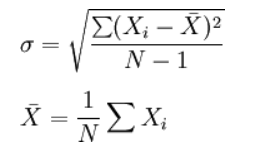 σ = √(Σ(Xᵢ − X̄)² / (N − 1))
X̄ = (1/N) Σ Xᵢ